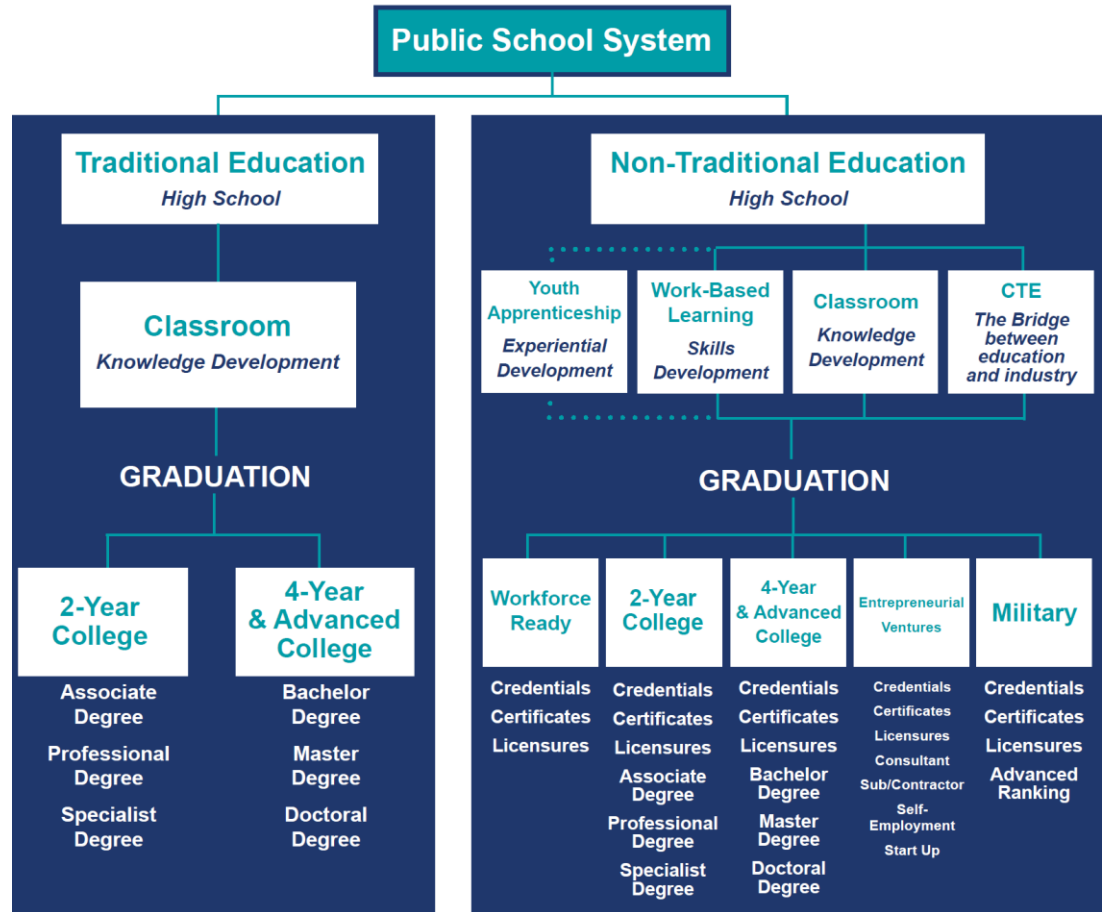 Public School System
Traditional Education
High School
Classroom
Knowledge Development
GRADUATION
2-Year
College
Associate
Degree
Professional
Degree
Specialist
Degree
4-Year
& Advanced
College
Bachelor
Degree
Master
Degree
Doctoral
Degree
Non-Traditional Education
High School
Youth
Apprenticeship
Experiential
Development
Work-Based
Learning
Skills
Development
Classroom
Knowledge
Development
CTE
The Bridge
between
education
and industry
GRADUATION
Workforce
Ready
Credentials
Certificates
Licensures
2-Year
College
Credentials
Certificates
Licensures
Associate
Degree
Professional
Degree
Specialist
Degree
4-Year
& Advanced
College
Credentials
Certificates
Licensures
Bachelor
Degree
Master
Degree
Doctoral
Degree
Entrepreneurial
Ventures
Credentials
Certificates
Licensures
Consultant
Sub/Contractor
Self-
Employment
Start Up
Military
Credentials
Certificates
Licensures
Advanced
Ranking